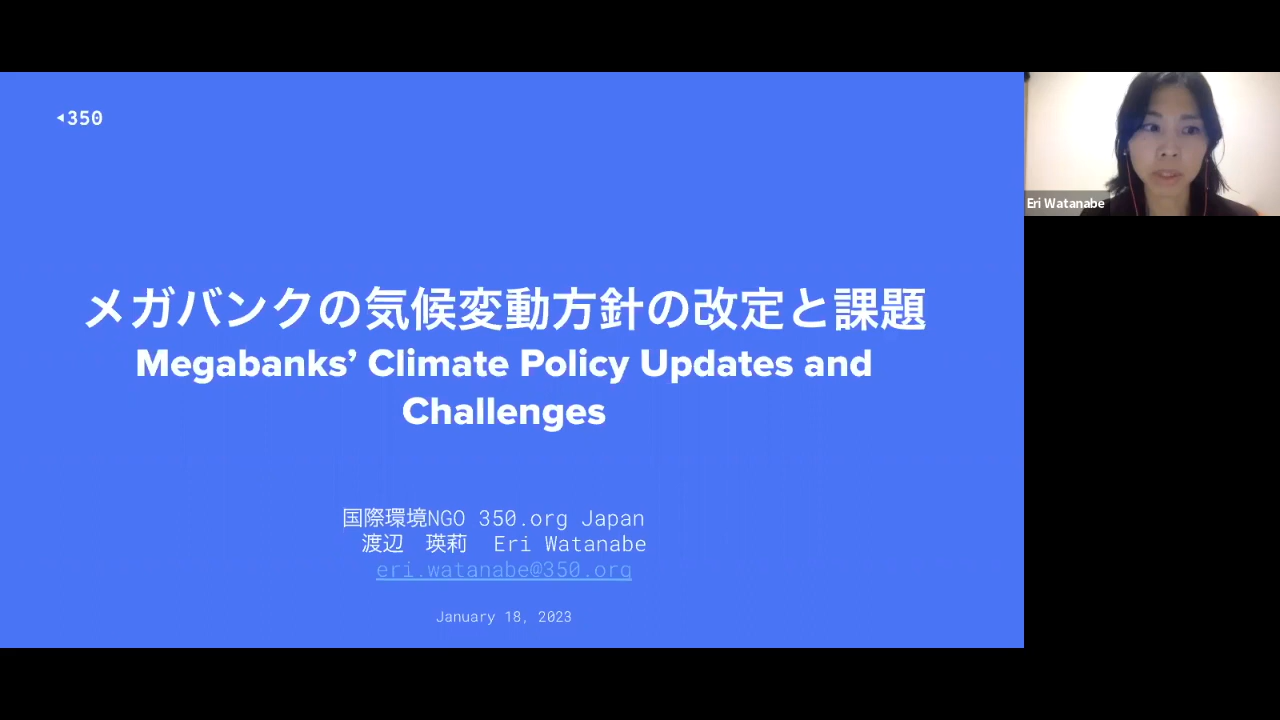 350
メガバンクの気候変動方針の改定と課題
Megabanks’ Climate Policy Updates and
Challenges
国際環境NGO 350.org Japan
渡辺　瑛莉　Eri Watanabe
eri.watanabe@350.org
January 18, 2023
Eri Watanabe